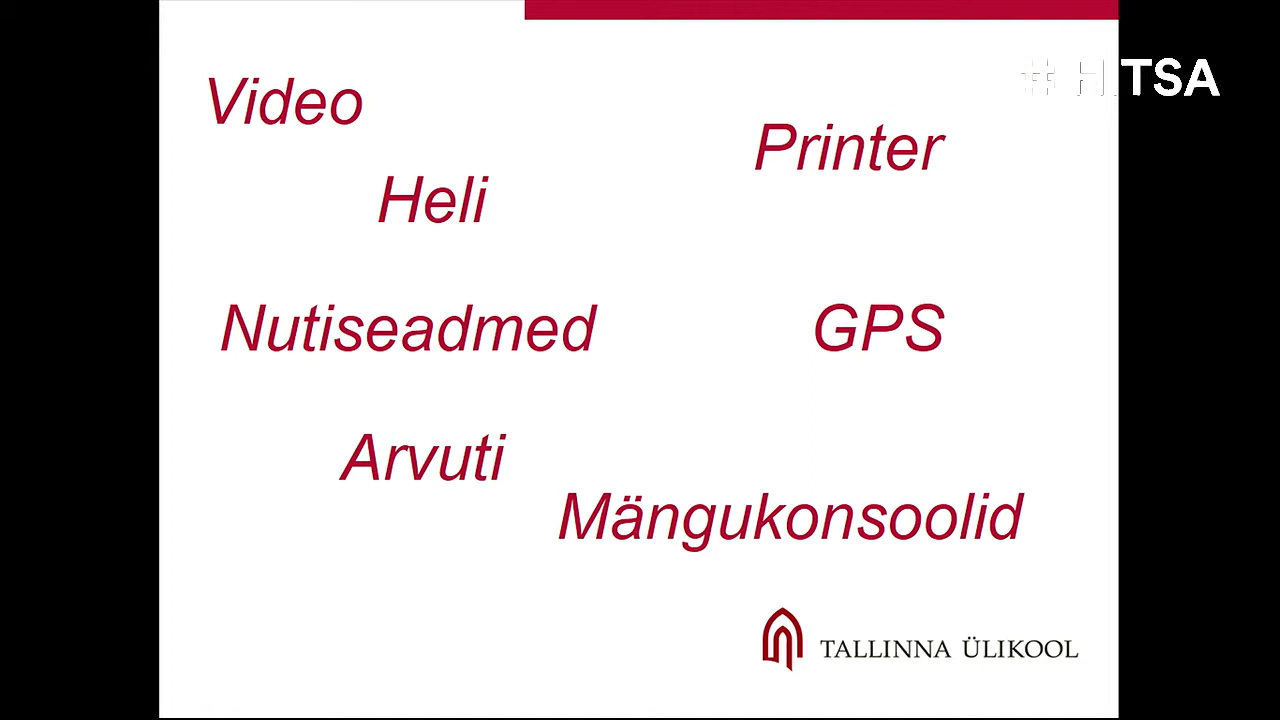 # HITSA
Video
Printer
Heli
Nutiseadmed
GPS
Arvuti
Mängukonsoolid
TALLINNA ÜLIKOOL